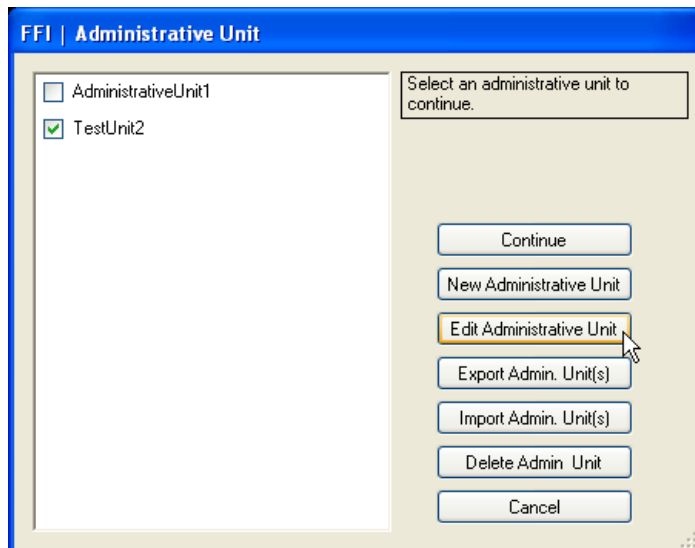 FFI | Administrative Unit
AdministrativeUnit1
TestUnit2
Select an administrative unit to
continue.
Continue
New Administrative Unit
Edit Administrative Unit
Export Admin. Unit(s)
Import Admin. Unit(s)
Delete Admin Unit
Cancel